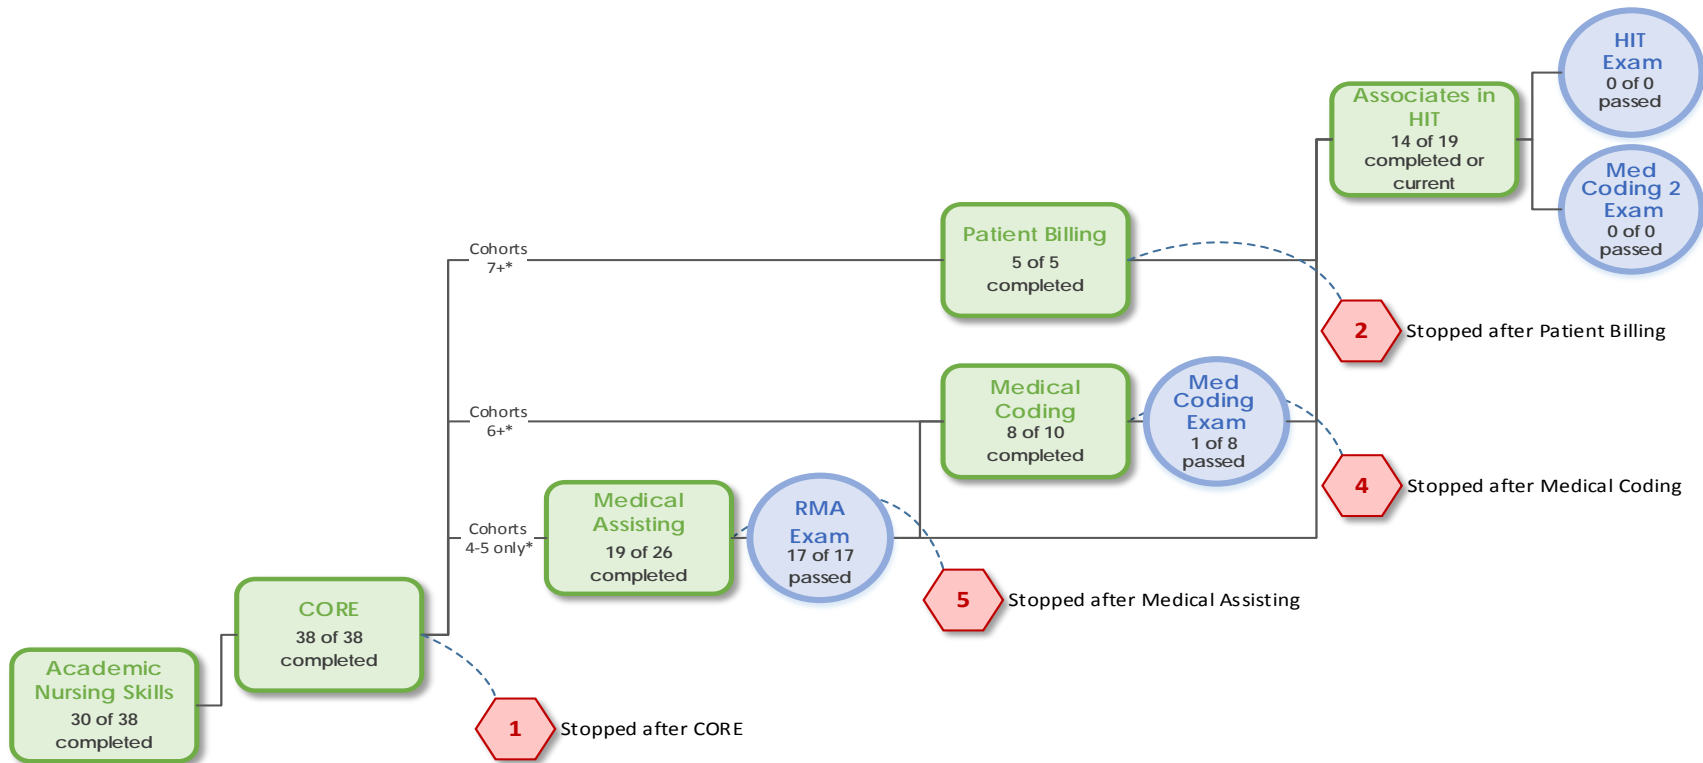 HIT
Exam
0 of 0
passed
Associates in
HIT
14 of 19
completed or
current
Med
Coding 2
Exam
0 of 0
passed
Patient Billing
5 of 5
completed
Cohorts
7+*
2
Stopped after Patient Billing
Medical
Coding
8 of 10
completed
Med
Coding
Exam
1 of 8
passed
Cohorts
6+*
4
Stopped after Medical Coding
Medical
Assisting
19 of 26
completed
RMA
Exam
17 of 17
passed
Cohorts
4-5 only*
5
Stopped after Medical Assisting
CORE
38 of 38
completed
Academic
Nursing Skills
30 of 38
completed
1
Stopped after CORE